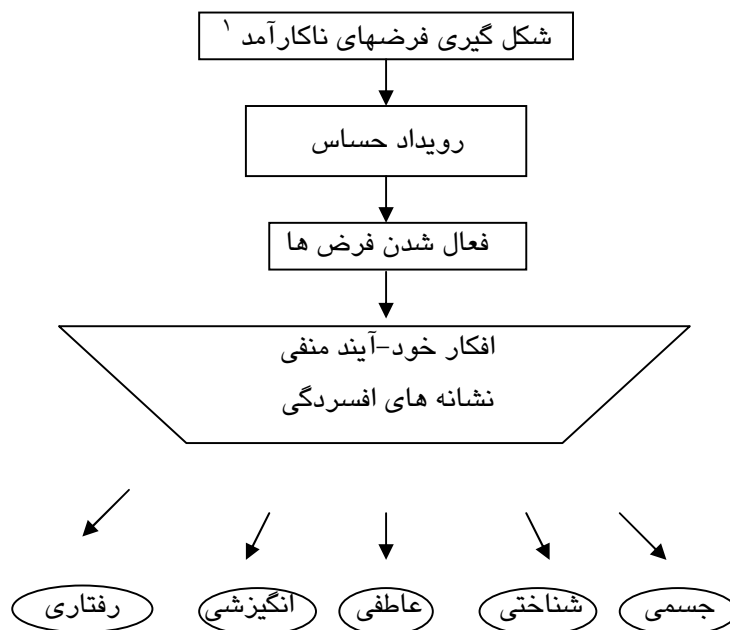 شکل گیری فرضهای ناکارآمد ۱
رویداد حساس
فعال شدن فرض ها
افکار خود-آیند منفی
نشانه های افسردگی
جسمی
شناختی
عاطفی
انگیزشی
رفتاری